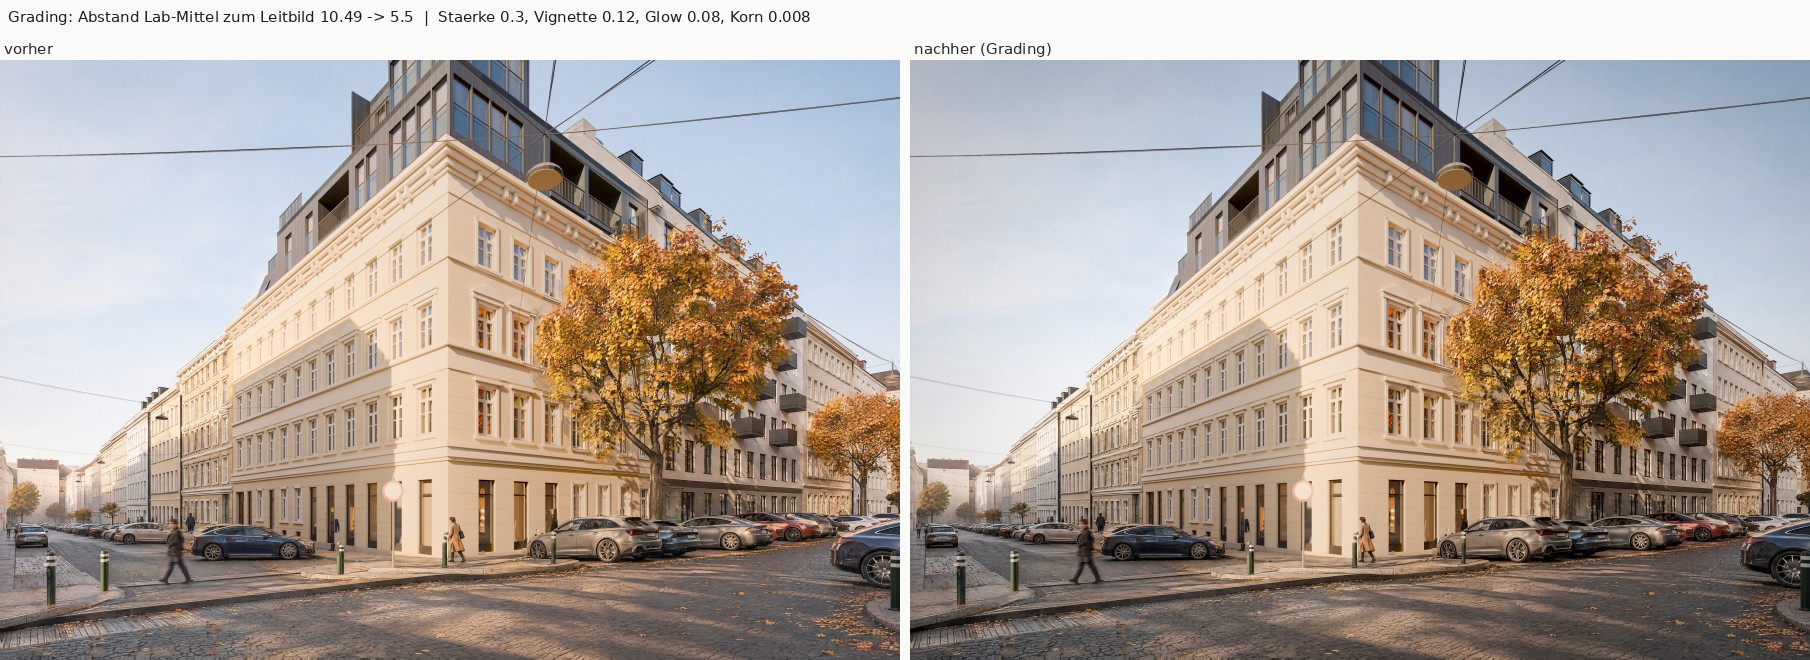 Grading: Abstand Lab-Mittel zum Leitbild 10.49 -> 5.5 | Staerke 0.3, Vignette 0.12, Glow 0.08, Korn 0.008
vorher
nachher (Grading)